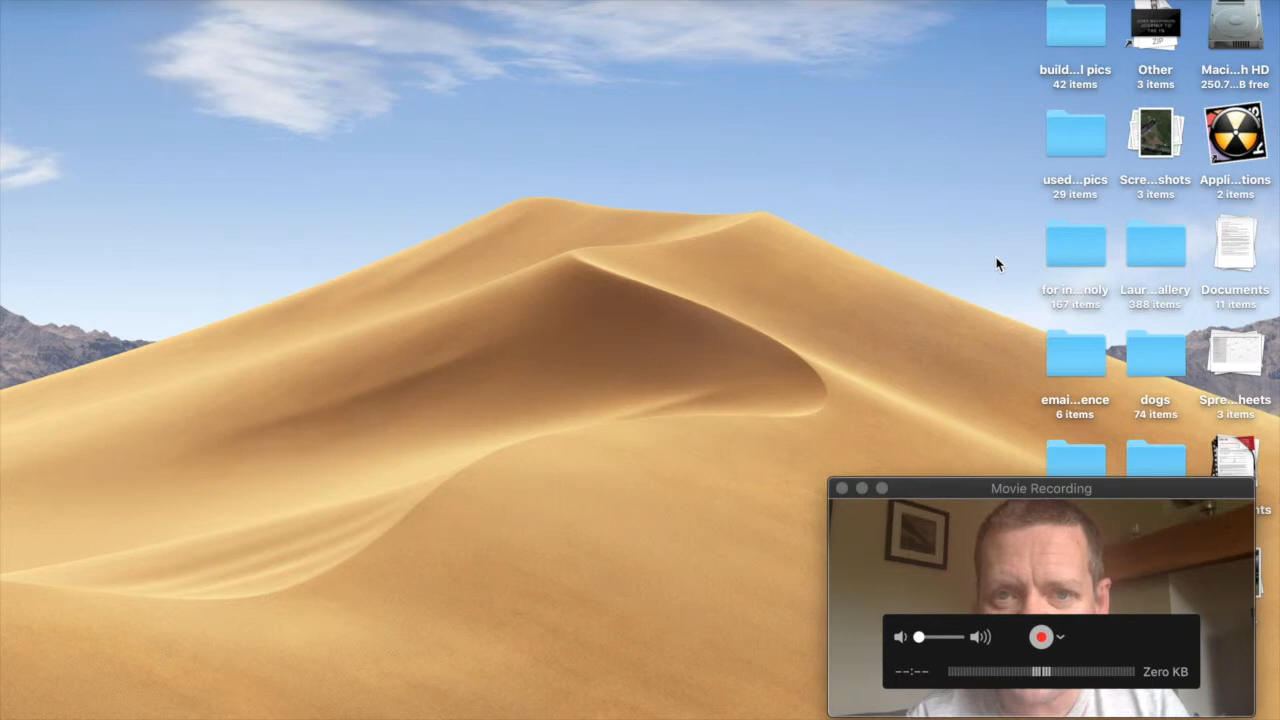 build...l pics
42 items
Other
3 items
Maci...h HD
250.7...B free
ZIP
used...pics
29 items
Scre...shots
3 items
Appli...tions
2 items
for in...noly
167 items
Laur...allery
388 items
Documents
11 items
emai...ence
6 items
dogs
74 items
Spre...heets
3 items
Movie Recording
nts
--:--
Zero KB